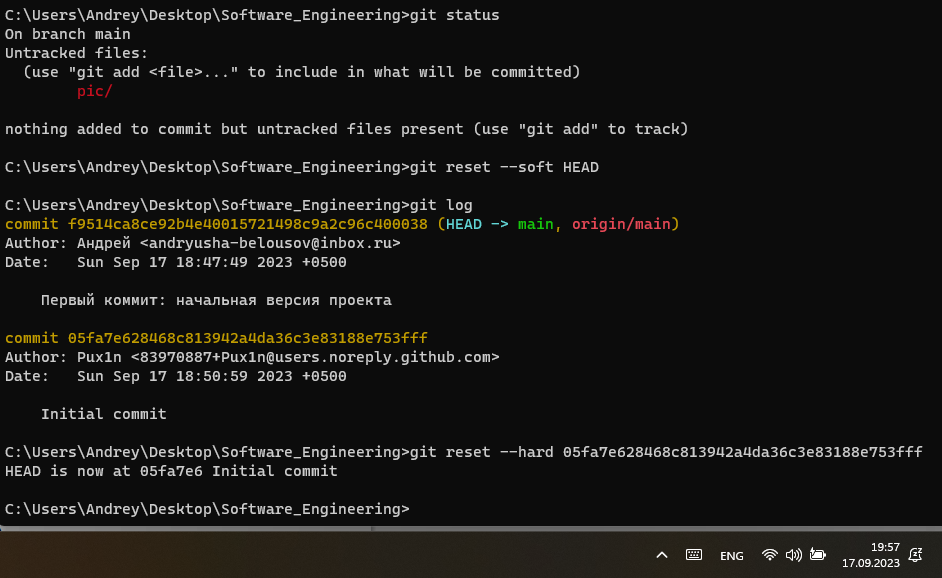 C:\Users\Andrey\Desktop\Software_Engineering>git status
On branch main
Untracked files:
  (use "git add <file>..." to include in what will be committed)
        pic/
nothing added to commit but untracked files present (use "git add" to track)
C:\Users\Andrey\Desktop\Software_Engineering>git reset --soft HEAD
C:\Users\Andrey\Desktop\Software_Engineering>git log
commit f9514ca8ce92b4e40015721498c9a2c96c400038 (HEAD -> main, origin/main)
Author: Андрей <andryusha-belousov@inbox.ru>
Date:   Sun Sep 17 18:47:49 2023 +0500
    Первый коммит: начальная версия проекта
commit 05fa7e628468c813942a4da36c3e83188e753fff
Author: Pux1n <83970887+Pux1n@users.noreply.github.com>
Date:   Sun Sep 17 18:50:59 2023 +0500
    Initial commit
C:\Users\Andrey\Desktop\Software_Engineering>git reset --hard 05fa7e628468c813942a4da36c3e83188e753fff
HEAD is now at 05fa7e6 Initial commit
C:\Users\Andrey\Desktop\Software_Engineering>
ENG
19:57
17.09.2023